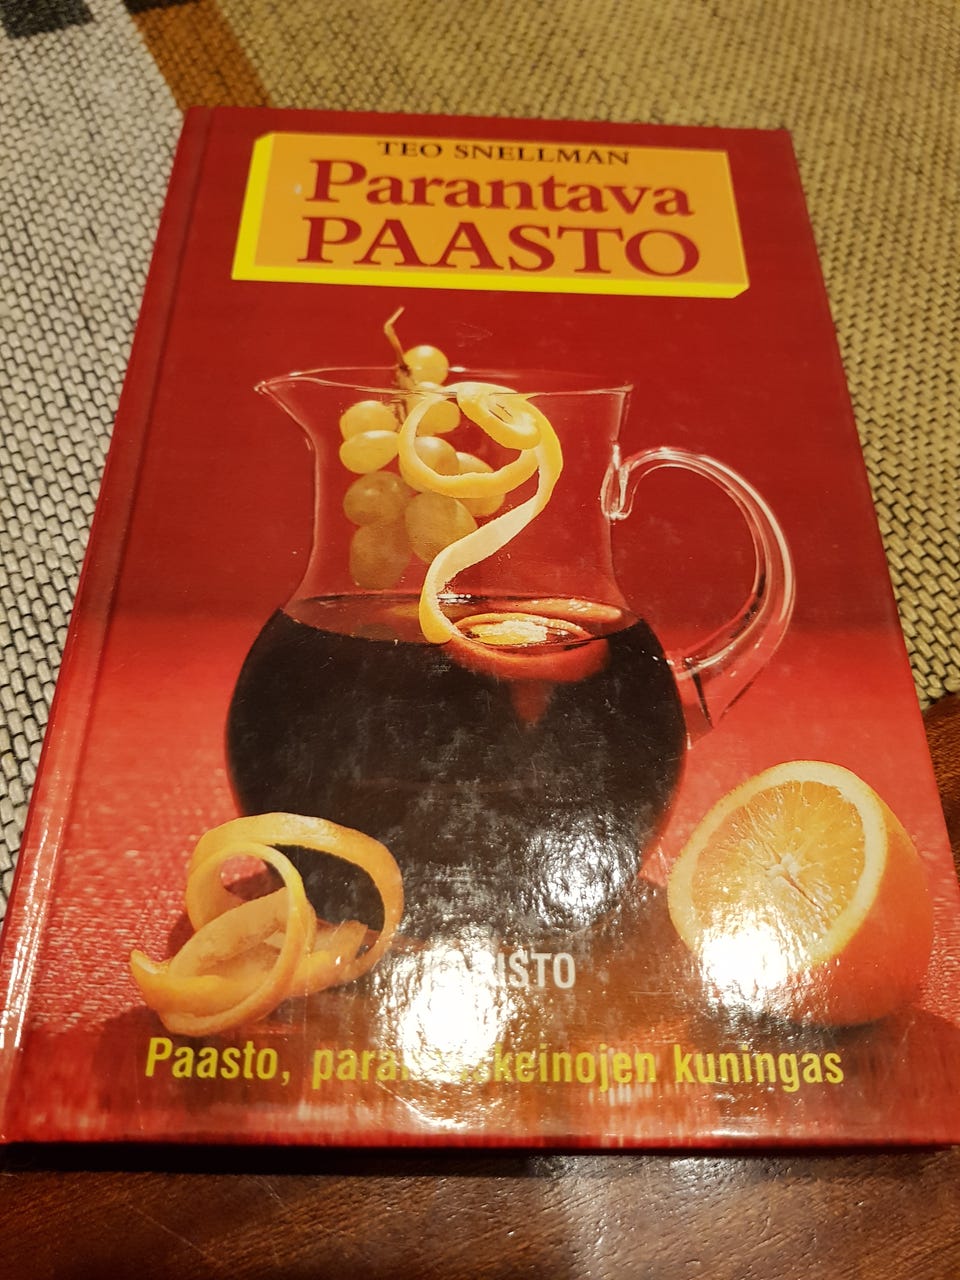 TEO SNELLMAN
Parantava
PAASTO
Paasto, kuningas